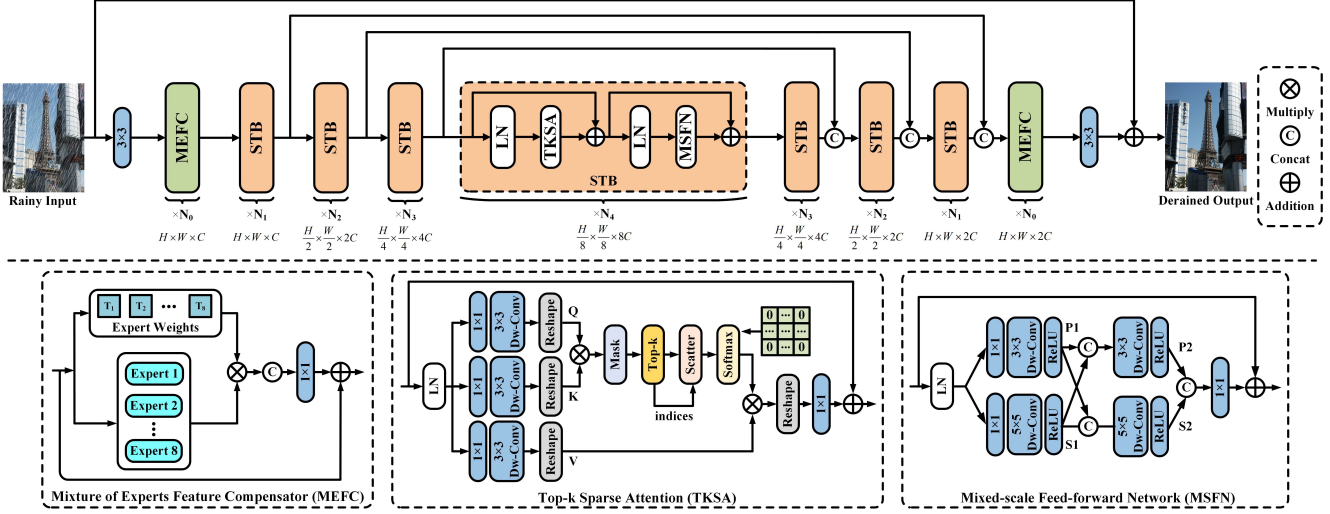 Rainy Input
3×3
MEFC
×N₀
H×W×C
STB
×N₁
H×W×C
STB
×N₂
H/2×W/2×2C
STB
×N₃
H/4×W/4×4C
LN
TKSA
LN
MSFN
STB
×N₄
H/8×W/8×8C
STB
×N₃
H/4×W/4×4C
C
STB
×N₂
H/2×W/2×2C
C
STB
×N₁
H×W×2C
C
MEFC
×N₀
H×W×2C
3×3
Derained Output
Multiply
C
Concat
Addition
T₁ T₂ ••• T₈
Expert Weights
Expert 1
Expert 2
Expert 8
C
1×1
Mixture of Experts Feature Compensator (MEFC)
LN
1×1
3×3
Dw-Conv
Reshape
Q
1×1
3×3
Dw-Conv
Reshape
K
1×1
3×3
Dw-Conv
Reshape
V
Mask
Top-k
Scatter
Softmax
indices
0 ... 0
... ... ...
0 ... 0
Reshape
1×1
Top-k Sparse Attention (TKSA)
LN
1×1
3×3
Dw-Conv
ReLU
P1
C
3×3
Dw-Conv
ReLU
P2
1×1
5×5
Dw-Conv
ReLU
S1
C
5×5
Dw-Conv
ReLU
S2
C
1×1
Mixed-scale Feed-forward Network (MSFN)